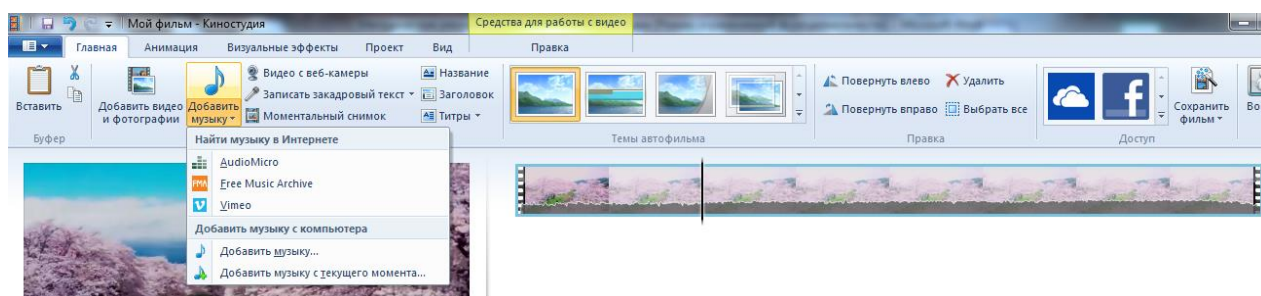 Мой фильм - Киностудия
Средства для работы с видео
Главная Анимация Визуальные эффекты Проект Вид Правка
Вставить
Добавить видео и фотографии
Добавить музыку
Видео с веб-камеры
Записать закадровый текст
Моментальный снимок
Название
Заголовок
Титры
Повернуть влево
Повернуть вправо
Удалить
Выбрать все
f
Сохранить фильм
Во
Буфер
Темы автофильма
Правка
Доступ
Найти музыку в Интернете
AudioMicro
FMA Free Music Archive
Vimeo
Добавить музыку с компьютера
Добавить музыку...
Добавить музыку с текущего момента...